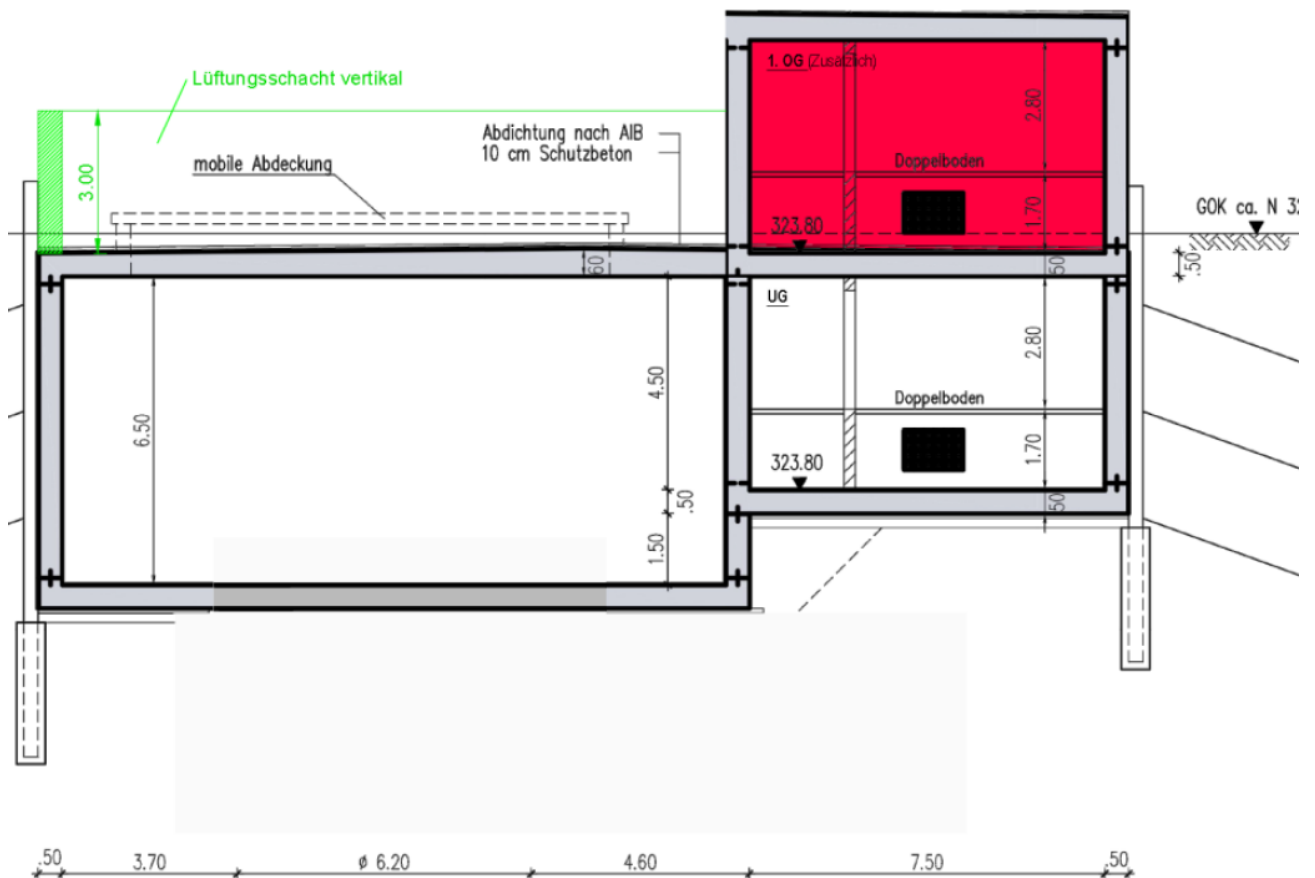 1. OG (Zusätzlich)
Lüftungsschacht vertikal
2.80
Abdichtung nach AIB
10 cm Schutzbeton
mobile Abdeckung
Doppelboden
3.00
1.70
323.80
GOK ca. N 32
.60
.50
.50
UG
2.80
4.50
Doppelboden
6.50
1.70
323.80
.50
.50
1.50
.50
3.70
ø 6.20
4.60
7.50
.50